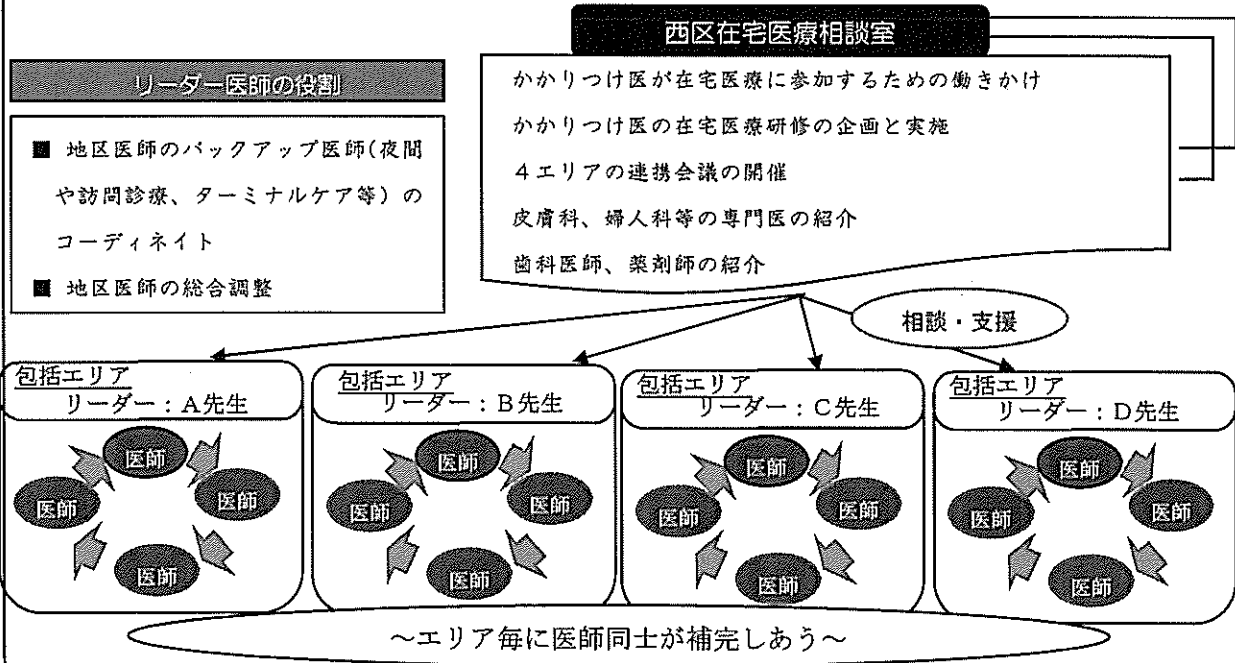 西区在宅医療相談室
かかりつけ医が在宅医療に参加するための働きかけ
かかりつけ医の在宅医療研修の企画と実施
4エリアの連携会議の開催
皮膚科、婦人科等の専門医の紹介
歯科医師、薬剤師の紹介
リーダー医師の役割
■ 地区医師のバックアップ医師(夜間
や訪問診療、ターミナルケア等)の
コーディネイト
■ 地区医師の総合調整
相談・支援
包括エリア
リーダー：A先生
医師
医師
医師
医師
包括エリア
リーダー：B先生
医師
医師
医師
医師
包括エリア
リーダー：C先生
医師
医師
医師
医師
包括エリア
リーダー：D先生
医師
医師
医師
医師
～エリア毎に医師同士が補完しあう～